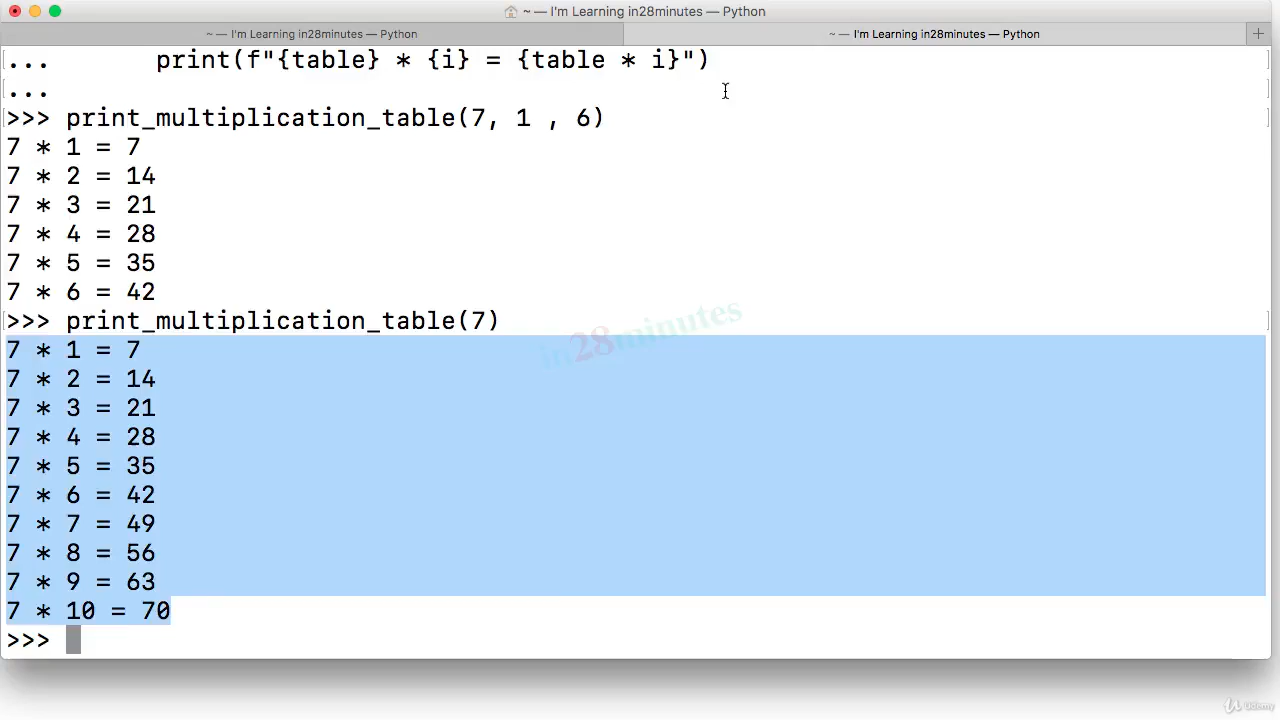 ~ — I'm Learning in28minutes — Python
~ — I'm Learning in28minutes — Python
~ — I'm Learning in28minutes — Python
...       print(f"{table} * {i} = {table * i}")
...
>>> print_multiplication_table(7, 1 , 6)
7 * 1 = 7
7 * 2 = 14
7 * 3 = 21
7 * 4 = 28
7 * 5 = 35
7 * 6 = 42
>>> print_multiplication_table(7)
7 * 1 = 7
7 * 2 = 14
7 * 3 = 21
7 * 4 = 28
7 * 5 = 35
7 * 6 = 42
7 * 7 = 49
7 * 8 = 56
7 * 9 = 63
7 * 10 = 70
>>>
in28minutes
Udemy